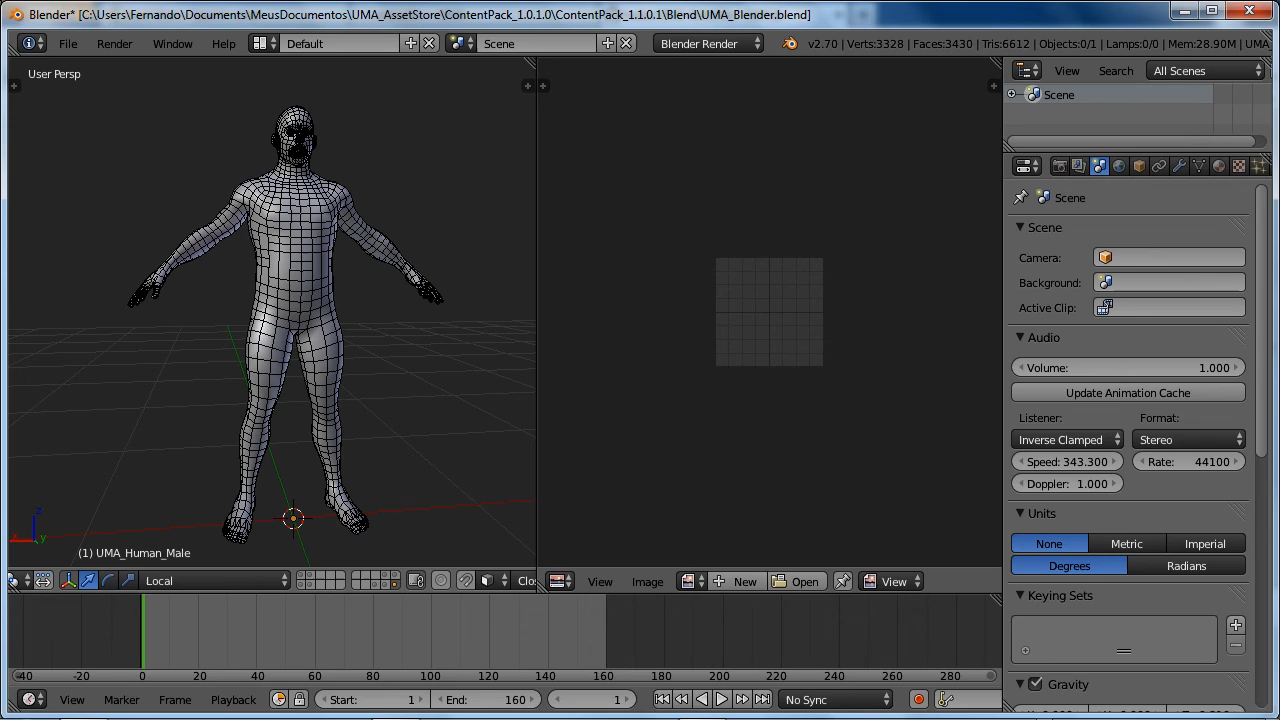 Blender* [C:\Users\Fernando\Documents\MeusDocumentos\UMA_AssetStore\ContentPack_1.0.1.0\ContentPack_1.1.0.1\Blend\UMA_Blender.blend]
File Render Window Help Default Scene Blender Render v2.70 | Verts:3328 | Faces:3430 | Tris:6612 | Objects:0/1 | Lamps:0/0 | Mem:28.90M | UMA_
User Persp
View Search All Scenes
Scene
Scene
Scene
Camera:
Background:
Active Clip:
Audio
Volume: 1.000
Update Animation Cache
Listener: Format:
Inverse Clamped Stereo
Speed: 343.300 Rate: 44100
Doppler: 1.000
Units
None Metric Imperial
Degrees Radians
Keying Sets
Gravity
z
x y
(1) UMA_Human_Male
Local Clo
View Image New Open View
-40 -20 0 20 40 60 80 100 120 140 160 180 200 220 240 260 280
View Marker Frame Playback Start: 1 End: 160 1 No Sync